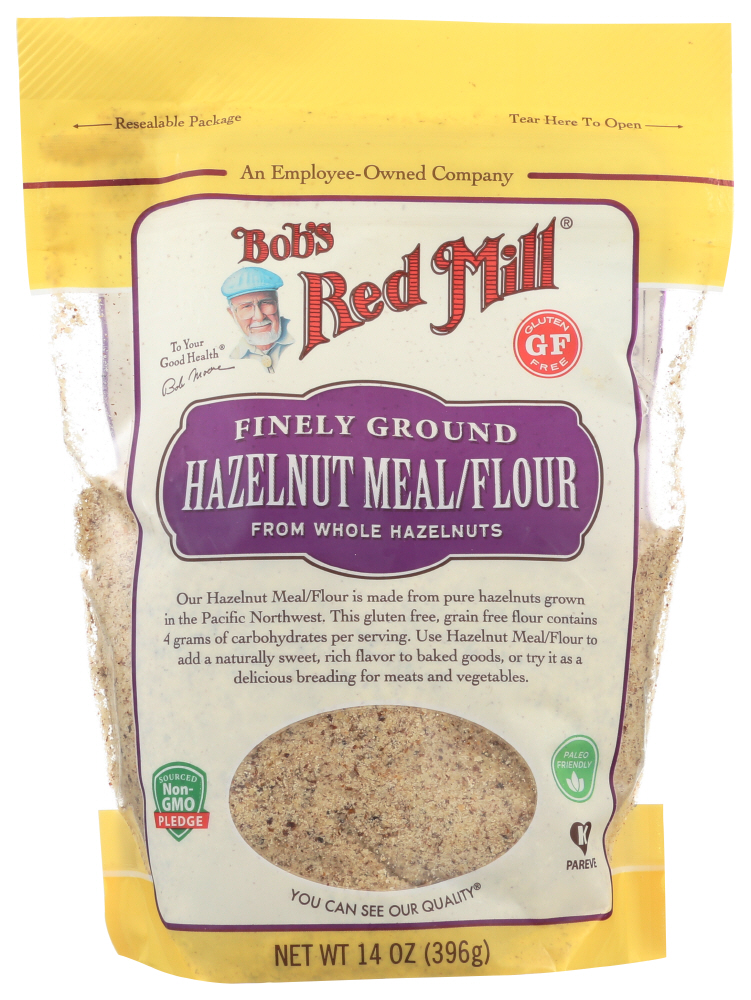 Resealable Package
Tear Here To Open
An Employee-Owned Company
Bob's
Red Mill®
To Your
Good Health®
Bob Moore
GLUTEN
GF
FREE
FINELY GROUND
HAZELNUT MEAL/FLOUR
FROM WHOLE HAZELNUTS
Our Hazelnut Meal/Flour is made from pure hazelnuts grown
in the Pacific Northwest. This gluten free, grain free flour contains
4 grams of carbohydrates per serving. Use Hazelnut Meal/Flour to
add a naturally sweet, rich flavor to baked goods, or try it as a
delicious breading for meats and vegetables.
SOURCED
Non-
GMO
PLEDGE
PALEO
FRIENDLY
K
PAREVE
YOU CAN SEE OUR QUALITY®
NET WT 14 OZ (396g)